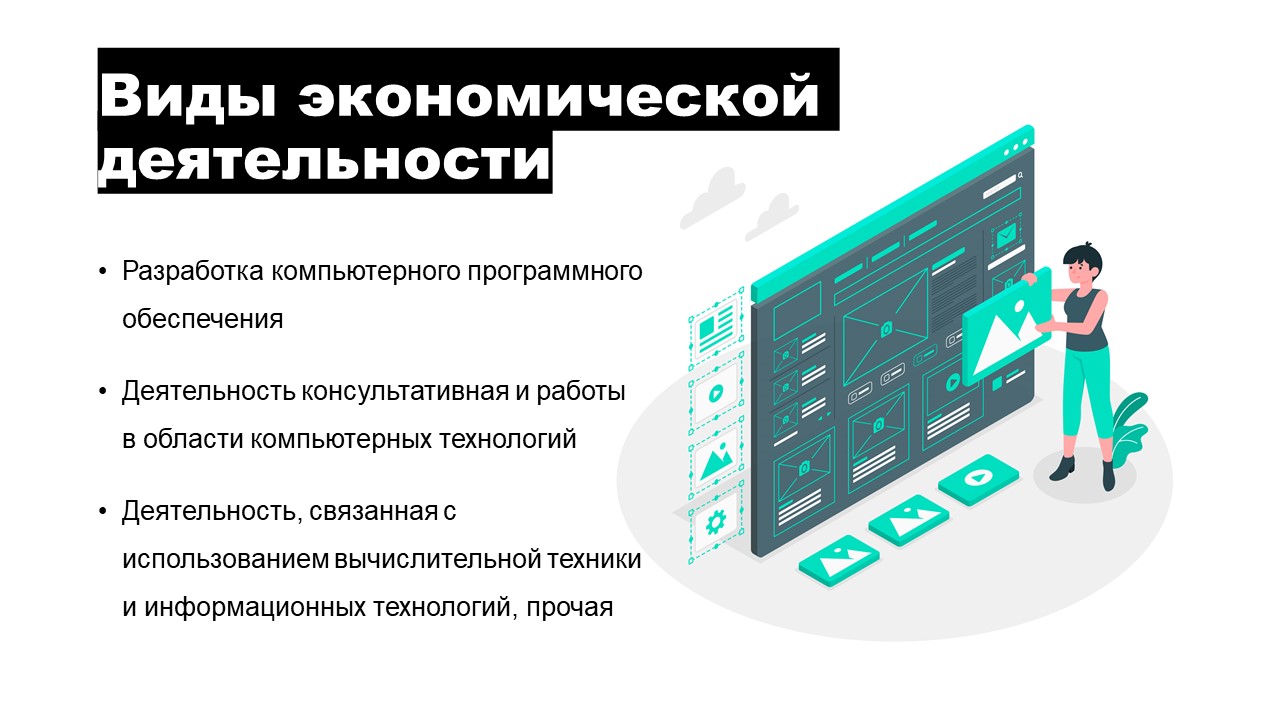 Виды экономической
деятельности
• Разработка компьютерного программного
обеспечения
• Деятельность консультативная и работы
в области компьютерных технологий
• Деятельность, связанная с
использованием вычислительной техники
и информационных технологий, прочая